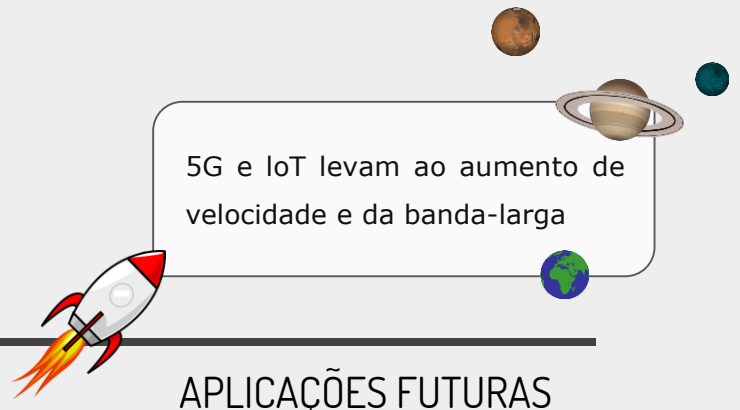 5G e IoT levam ao aumento de
velocidade e da banda-larga
APLICAÇÕES FUTURAS